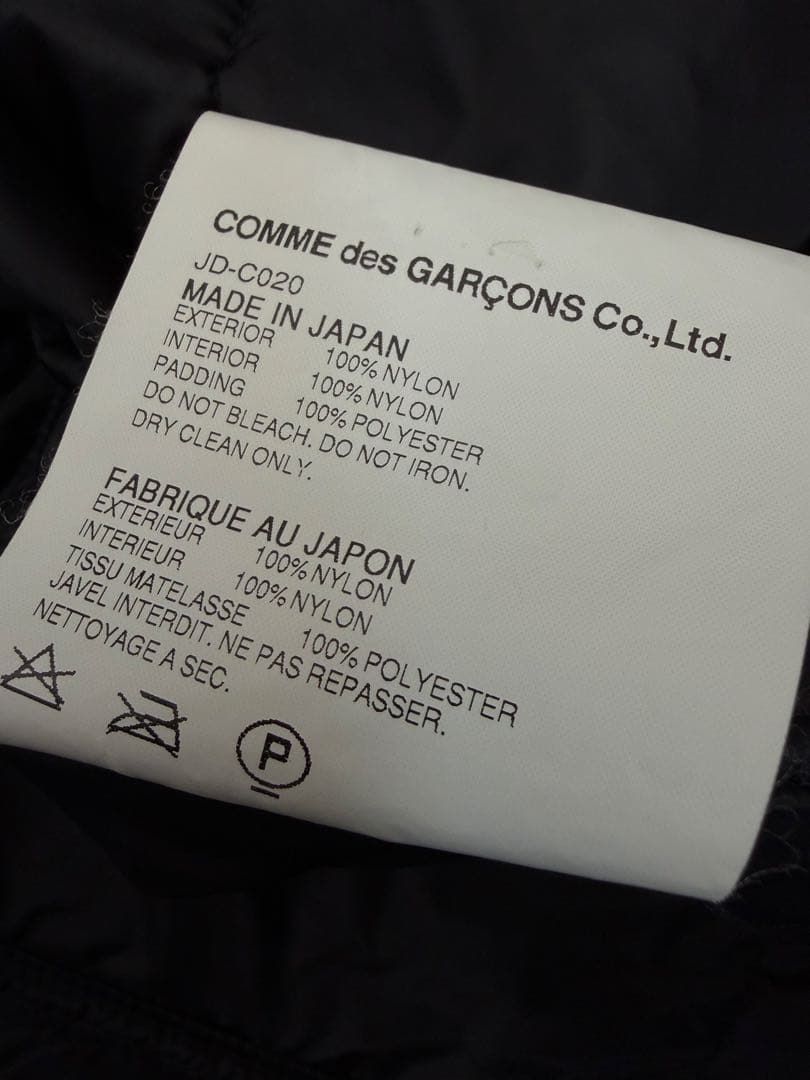 COMME des GARÇONS Co.,Ltd.
JD-C020
MADE IN JAPAN
EXTERIOR 100% NYLON
INTERIOR 100% NYLON
PADDING 100% POLYESTER
DO NOT BLEACH. DO NOT IRON.
DRY CLEAN ONLY.
FABRIQUE AU JAPON
EXTERIEUR 100% NYLON
INTERIEUR 100% NYLON
TISSU MATELASSE 100% POLYESTER
JAVEL INTERDIT. NE PAS REPASSER.
NETTOYAGE A SEC.
P